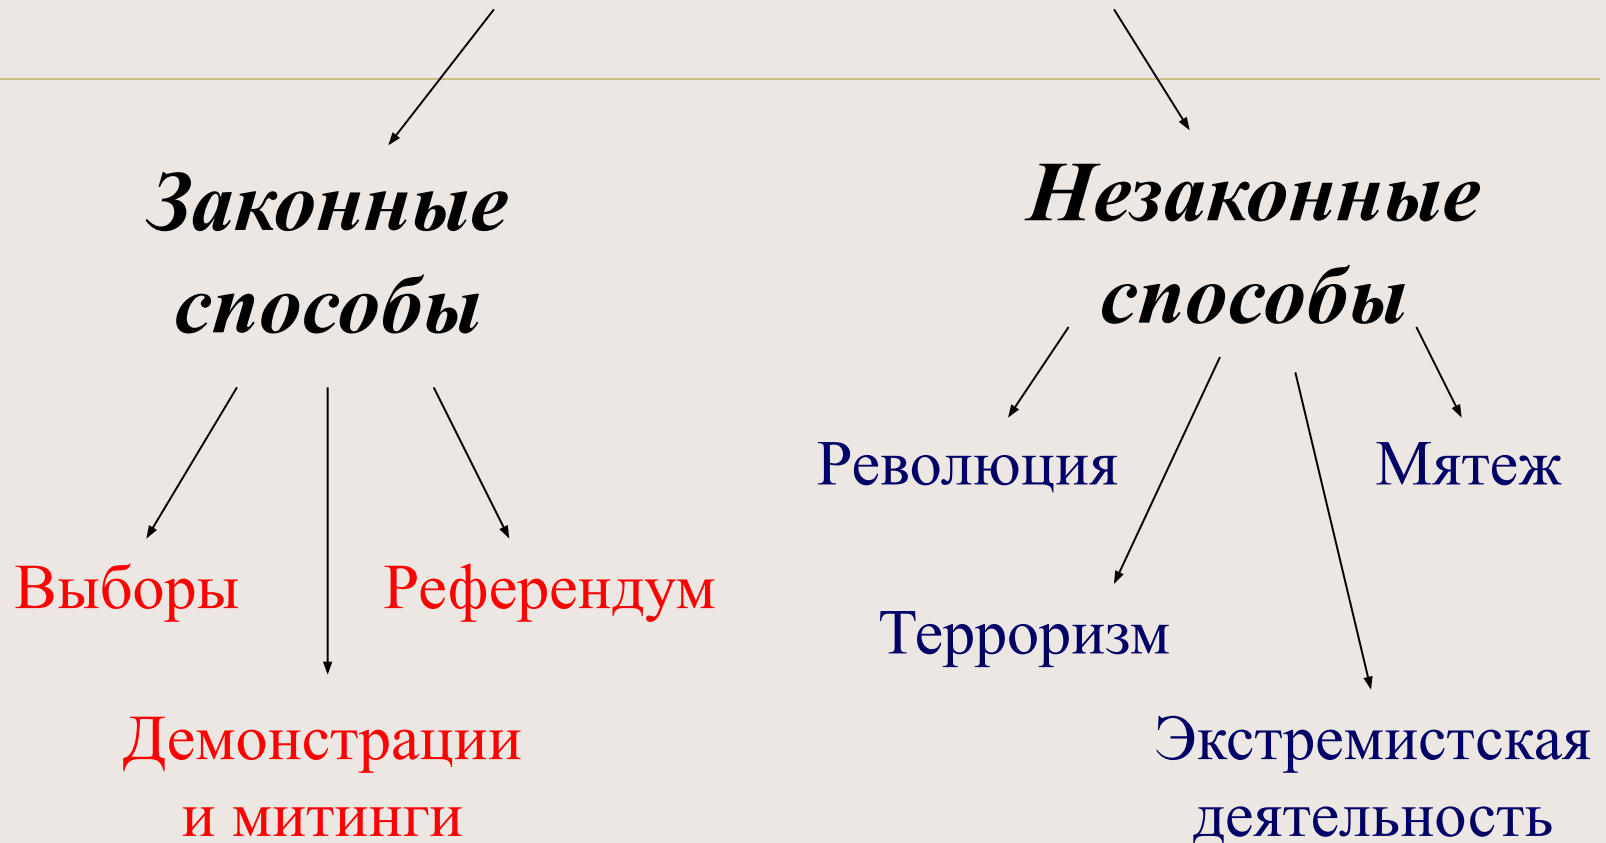 Законные
способы
Незаконные
способы
Выборы
Референдум
Демонстрации
и митинги
Революция
Мятеж
Терроризм
Экстремистская
деятельность